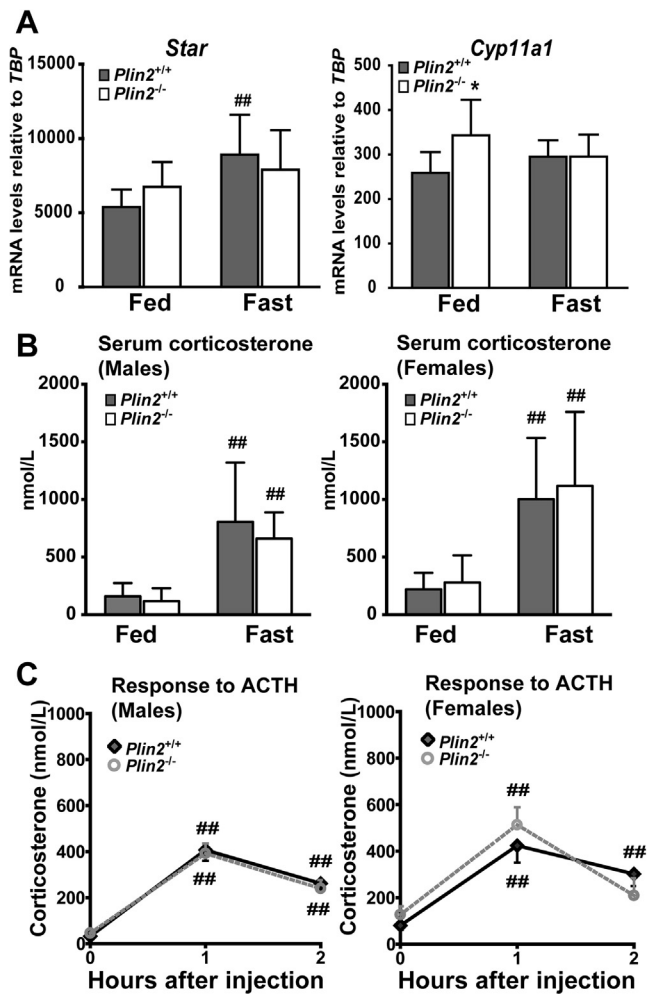 A
Star
Cyp11a1
mRNA levels relative to TBP
15000
10000
5000
0
Plin2+/+
Plin2-/-
##
Fed
Fast
mRNA levels relative to TBP
500
400
300
200
100
0
Plin2+/+
Plin2-/-
*
Fed
Fast
B
Serum corticosterone
(Males)
nmol/L
2000
1500
1000
500
0
Plin2+/+
Plin2-/-
##
##
Fed
Fast
Serum corticosterone
(Females)
nmol/L
2000
1500
1000
500
0
Plin2+/+
Plin2-/-
##
##
Fed
Fast
C
Response to ACTH
(Males)
Corticosterone (nmol/L)
1000
800
600
400
200
0
Plin2+/+
Plin2-/-
##
##
##
##
0
1
2
Hours after injection
Response to ACTH
(Females)
Corticosterone (nmol/L)
1000
800
600
400
200
0
Plin2+/+
Plin2-/-
##
##
##
0
1
2
Hours after injection